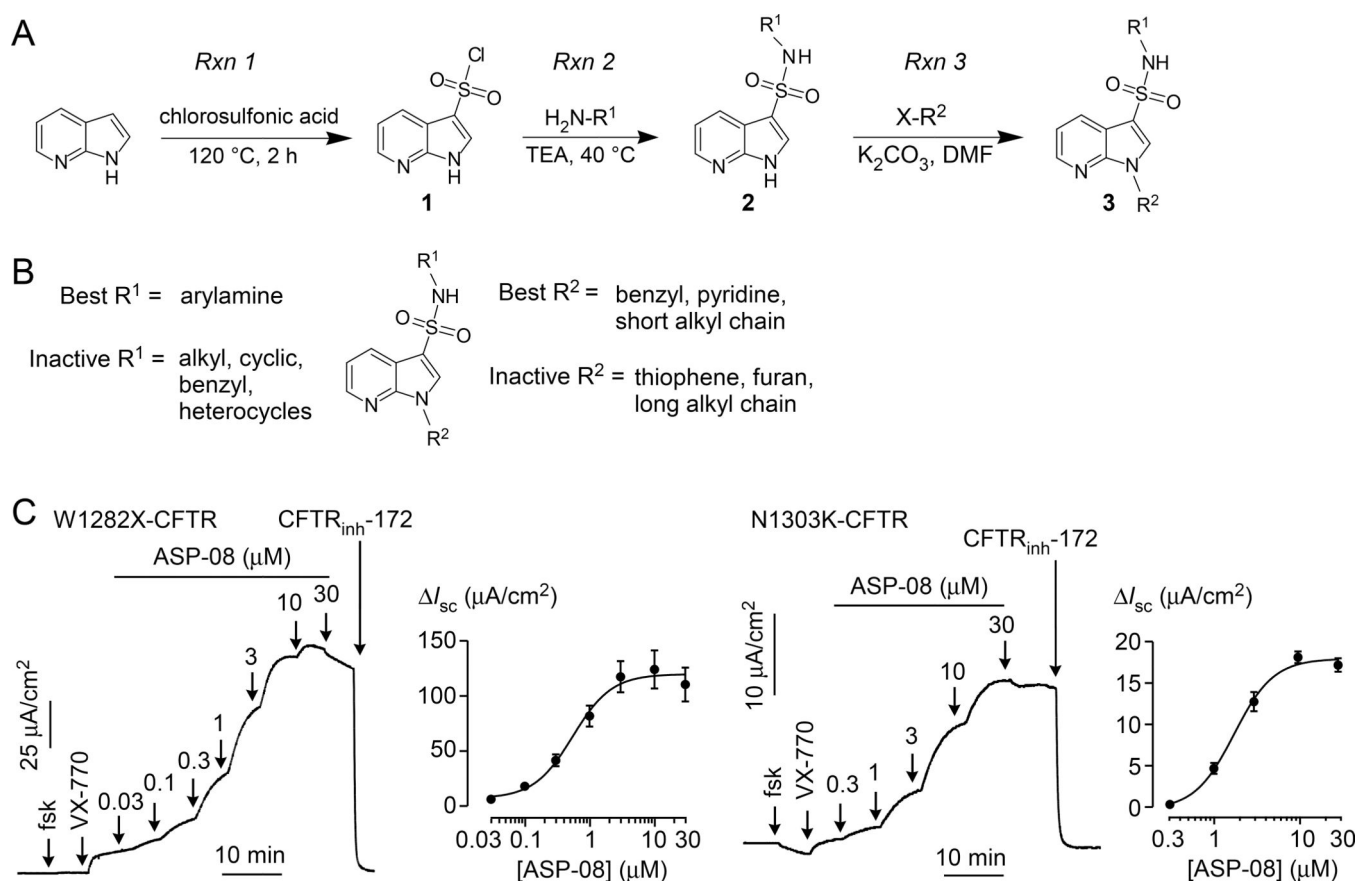 A
Rxn 1
chlorosulfonic acid
120 °C, 2 h
N
N
H
Cl
O
S
O
N
N
H
1
Rxn 2
H₂N-R¹
TEA, 40 °C
R¹
NH
O
S
O
N
N
H
2
Rxn 3
X-R²
K₂CO₃, DMF
R¹
NH
O
S
O
N
N
R²
3
B
Best R¹ = arylamine
Inactive R¹ = alkyl, cyclic,
benzyl,
heterocycles
R¹
NH
O
S
O
N
N
R²
Best R² = benzyl, pyridine,
short alkyl chain
Inactive R² = thiophene, furan,
long alkyl chain
C
W1282X-CFTR
CFTRinh-172
ASP-08 (μM)
25 μA/cm²
fsk
VX-770
0.03
0.1
0.3
1
3
10
30
10 min
ΔIsc (μA/cm²)
150
100
50
0
0.03 0.1 1 10 30
[ASP-08] (μM)
N1303K-CFTR
CFTRinh-172
ASP-08 (μM)
10 μA/cm²
fsk
VX-770
0.3
1
3
10
30
10 min
ΔIsc (μA/cm²)
20
15
10
5
0
0.3 1 10 30
[ASP-08] (μM)